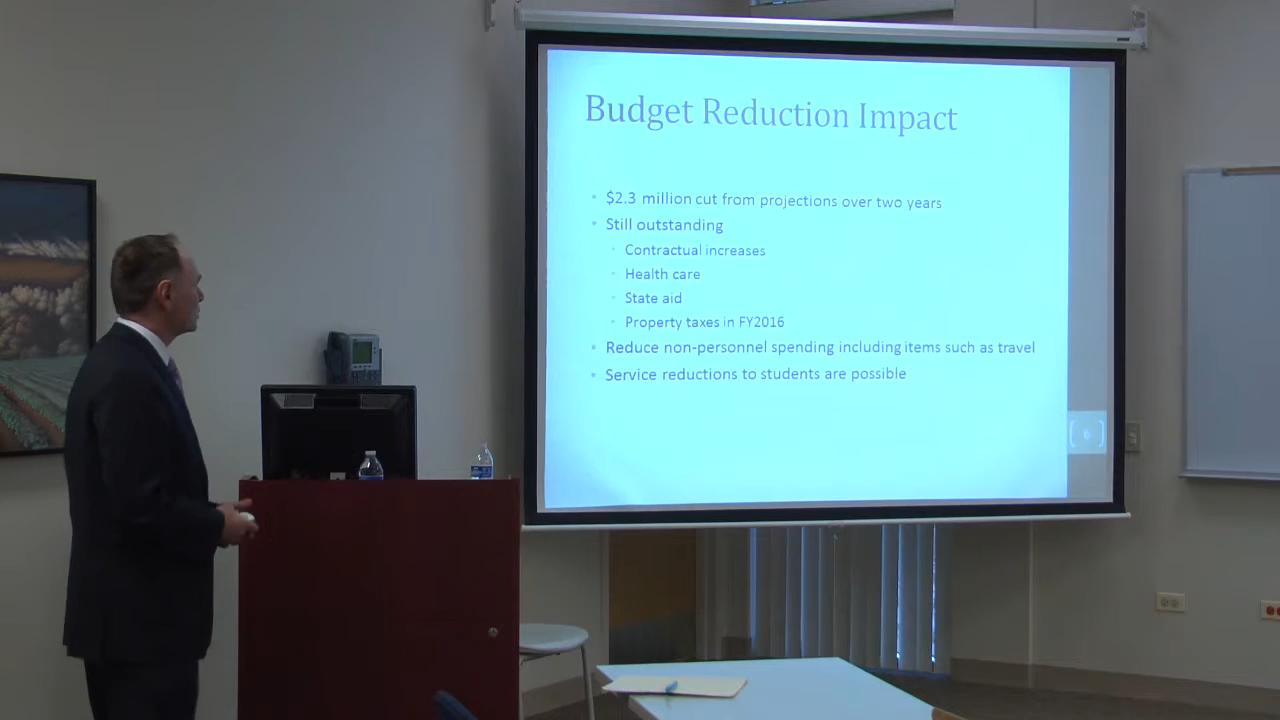 Budget Reduction Impact
$2.3 million cut from projections over two years
Still outstanding
Contractual increases
Health care
State aid
Property taxes in FY2016
Reduce non-personnel spending including items such as travel
Service reductions to students are possible